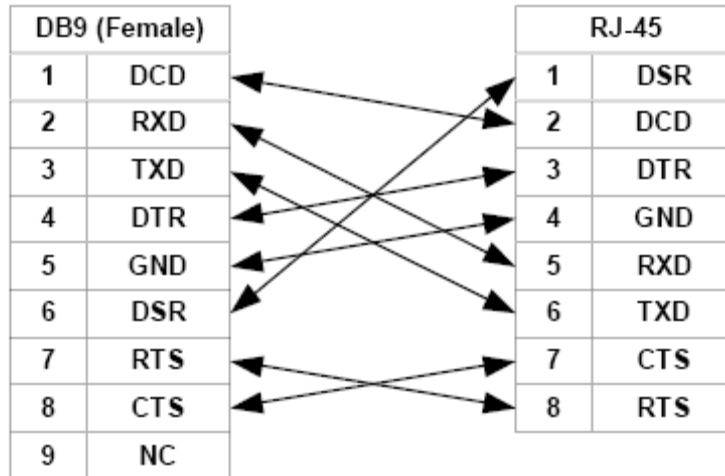 DB9 (Female) RJ-45
1 DCD 1 DSR
2 RXD 2 DCD
3 TXD 3 DTR
4 DTR 4 GND
5 GND 5 RXD
6 DSR 6 TXD
7 RTS 7 CTS
8 CTS 8 RTS
9 NC